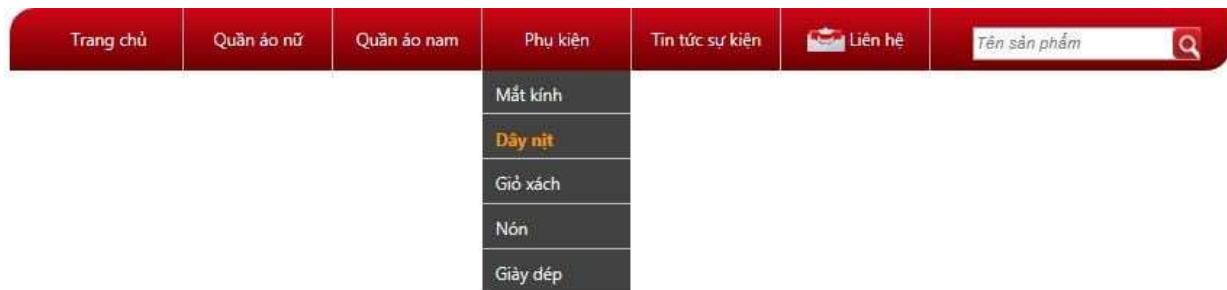 Trang chủ Quần áo nữ Quần áo nam Phụ kiện Tin tức sự kiện Liên hệ Tên sản phẩm
Mắt kính
Dây nịt
Giỏ xách
Nón
Giày dép